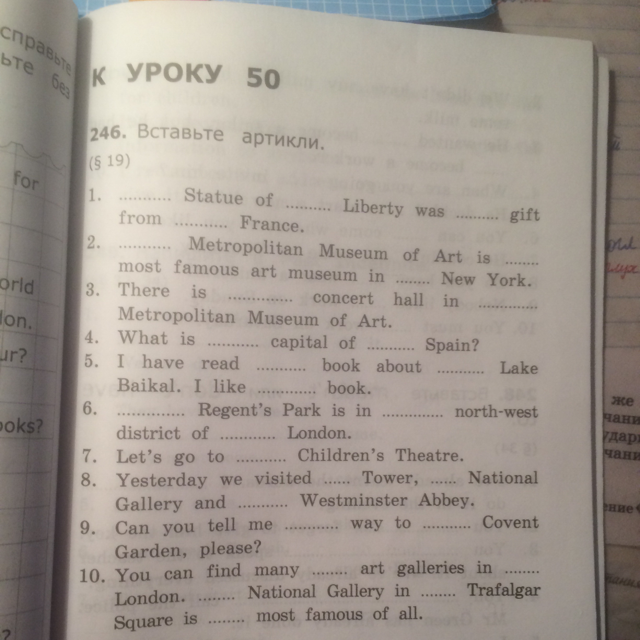 справьте
ьте без
for
orld
lon.
ur?
ooks?
К УРОКУ 50
246. Вставьте артикли.
(§ 19)
1. ........... Statue of ......... Liberty was ......... gift
from ........... France.
2. ........... Metropolitan Museum of Art is .......
most famous art museum in ........ New York.
3. There is .............. concert hall in ..............
Metropolitan Museum of Art.
4. What is ........... capital of .......... Spain?
5. I have read ........... book about ......... Lake
Baikal. I like ........... book.
6. ............. Regent's Park is in ............. north-west
district of ............ London.
7. Let's go to ........... Children's Theatre.
8. Yesterday we visited ...... Tower, ...... National
Gallery and .......... Westminster Abbey.
9. Can you tell me ........... way to .......... Covent
Garden, please?
10. You can find many ........ art galleries in .......
London. ........ National Gallery in ........ Trafalgar
Square is ........ most famous of all.
же